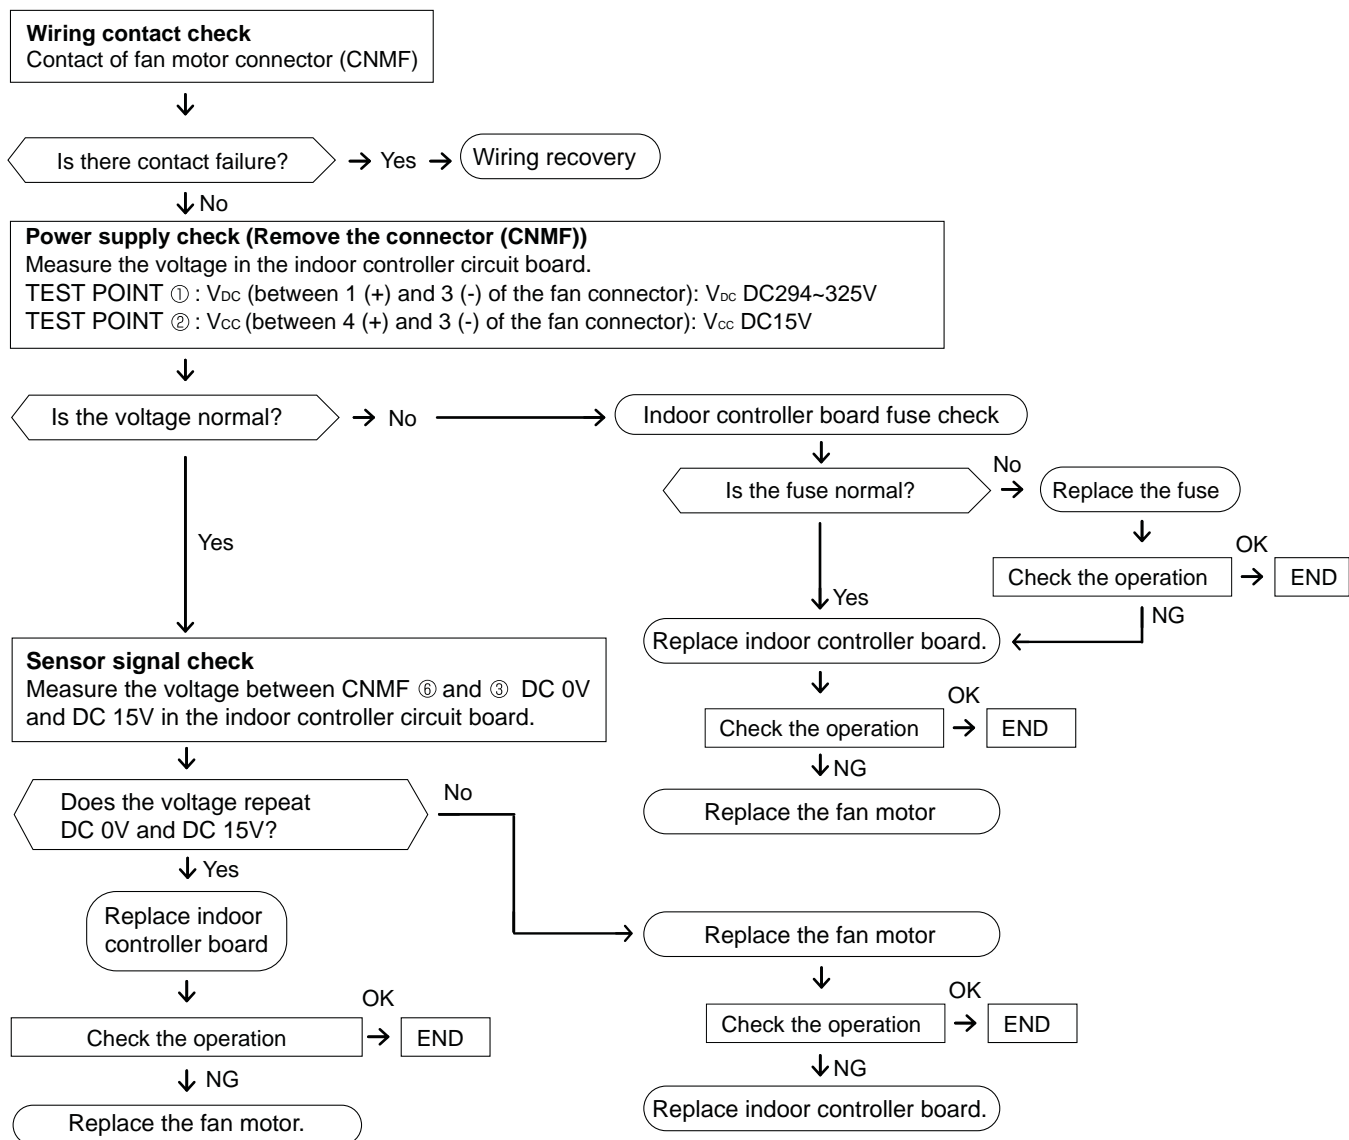 Wiring contact check
Contact of fan motor connector (CNMF)
Is there contact failure?
Yes
Wiring recovery
No
Power supply check (Remove the connector (CNMF))
Measure the voltage in the indoor controller circuit board.
TEST POINT ① : VDC (between 1 (+) and 3 (-) of the fan connector): VDC DC294~325V
TEST POINT ② : VCC (between 4 (+) and 3 (-) of the fan connector): VCC DC15V
Is the voltage normal?
No
Indoor controller board fuse check
Is the fuse normal?
No
Replace the fuse
Yes
Check the operation
OK
END
NG
Yes
Replace indoor controller board.
Sensor signal check
Measure the voltage between CNMF ⑥ and ③ DC 0V
and DC 15V in the indoor controller circuit board.
Check the operation
OK
END
NG
Replace the fan motor
Does the voltage repeat
DC 0V and DC 15V?
No
Yes
Replace indoor
controller board
Replace the fan motor
Check the operation
OK
END
NG
Replace the fan motor.
Check the operation
OK
END
NG
Replace indoor controller board.